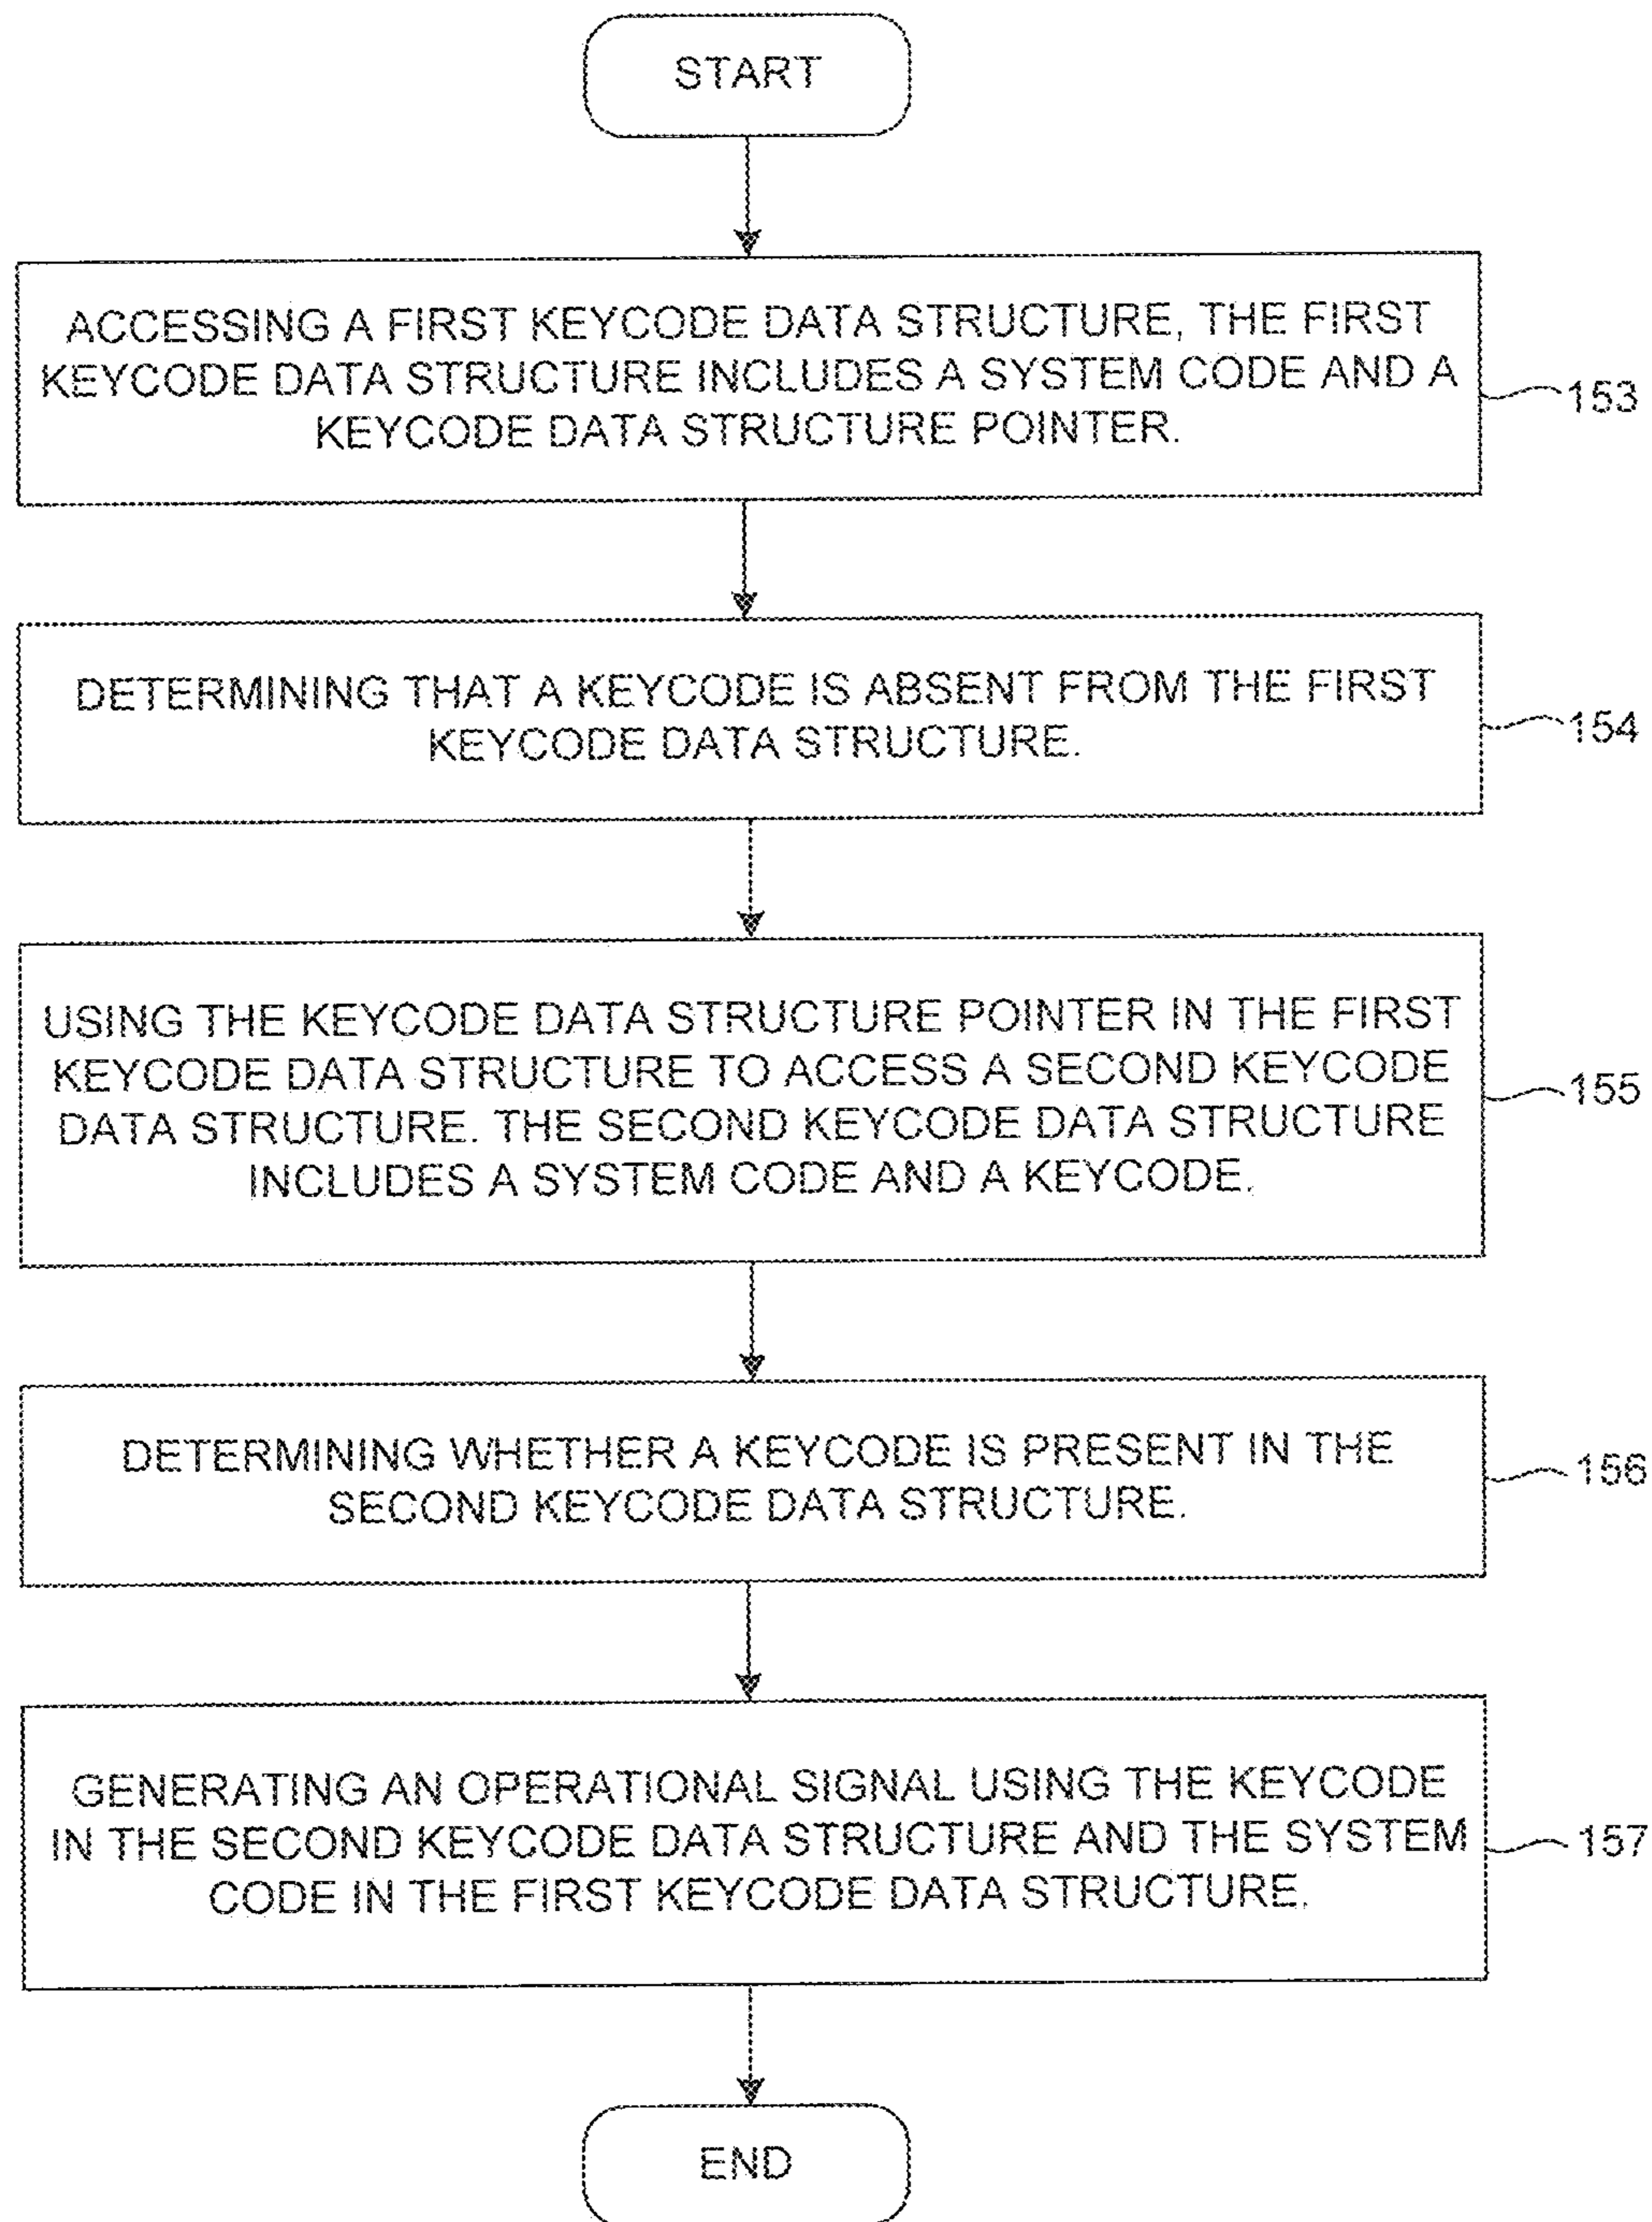 START
ACCESSING A FIRST KEYCODE DATA STRUCTURE, THE FIRST
KEYCODE DATA STRUCTURE INCLUDES A SYSTEM CODE AND A
KEYCODE DATA STRUCTURE POINTER.
153
DETERMINING THAT A KEYCODE IS ABSENT FROM THE FIRST
KEYCODE DATA STRUCTURE.
154
USING THE KEYCODE DATA STRUCTURE POINTER IN THE FIRST
KEYCODE DATA STRUCTURE TO ACCESS A SECOND KEYCODE
DATA STRUCTURE. THE SECOND KEYCODE DATA STRUCTURE
INCLUDES A SYSTEM CODE AND A KEYCODE.
155
DETERMINING WHETHER A KEYCODE IS PRESENT IN THE
SECOND KEYCODE DATA STRUCTURE.
156
GENERATING AN OPERATIONAL SIGNAL USING THE KEYCODE
IN THE SECOND KEYCODE DATA STRUCTURE AND THE SYSTEM
CODE IN THE FIRST KEYCODE DATA STRUCTURE.
157
END